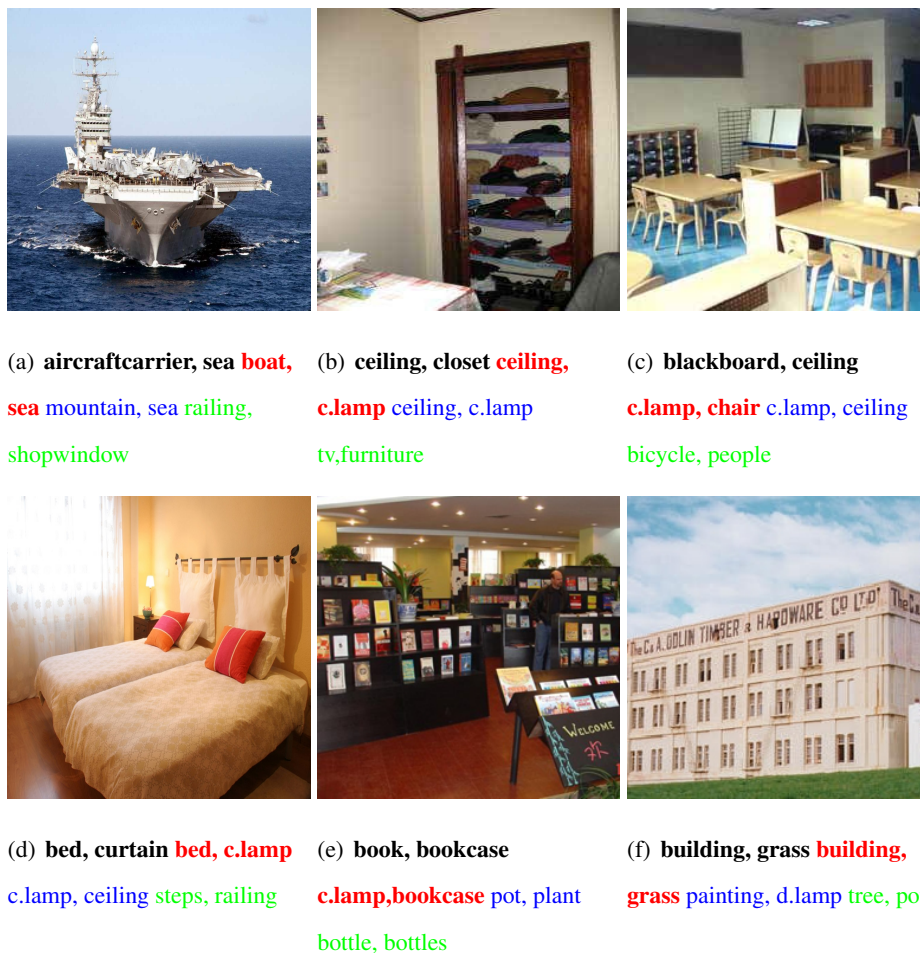 (a) aircraftcarrier, sea boat,
sea mountain, sea railing,
shopwindow
(b) ceiling, closet ceiling,
c.lamp ceiling, c.lamp
tv,furniture
(c) blackboard, ceiling
c.lamp, chair c.lamp, ceiling
bicycle, people
WELCOME
The C & A. ODLIN TIMBER & HARDWARE CO LTD. The
(d) bed, curtain bed, c.lamp
c.lamp, ceiling steps, railing
(e) book, bookcase
c.lamp,bookcase pot, plant
bottle, bottles
(f) building, grass building,
grass painting, d.lamp tree, po